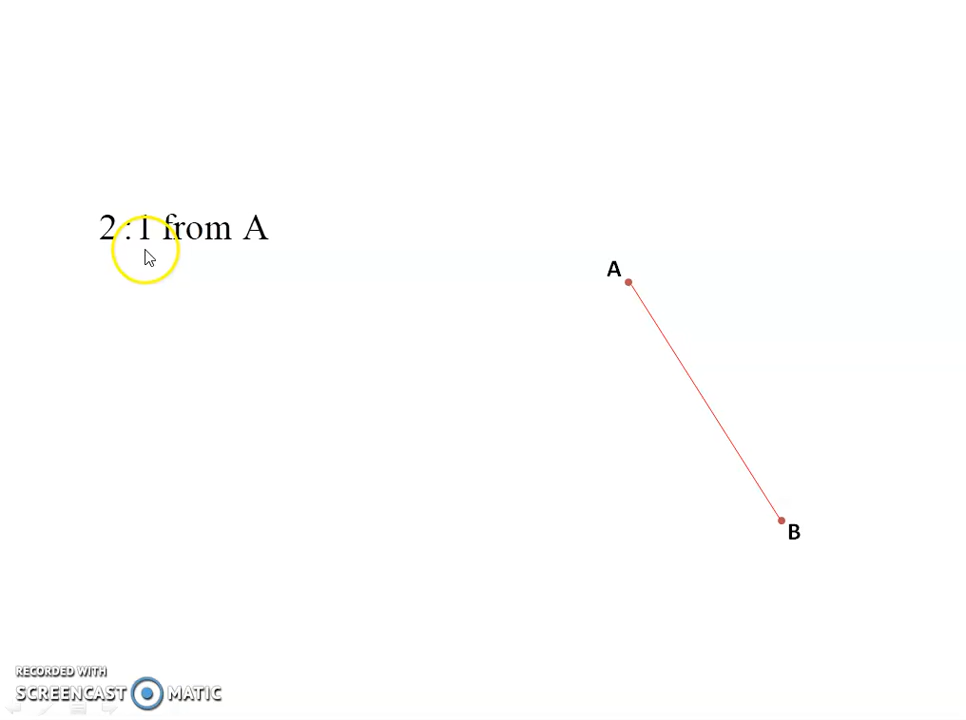 2 : 1 from A
A
B
RECORDED WITH
SCREENCAST MATIC